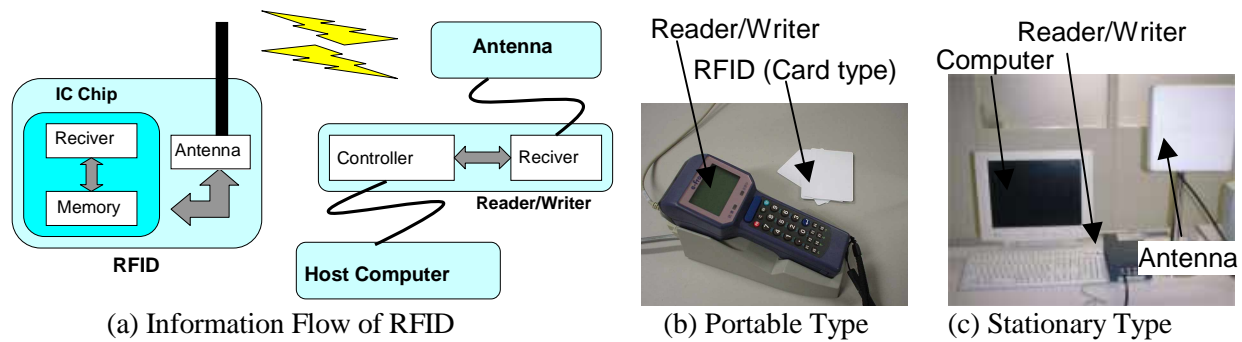 IC Chip
Reciver
Memory
Antenna
RFID
Antenna
Controller
Reciver
Reader/Writer
Host Computer
(a) Information Flow of RFID
Reader/Writer
RFID (Card type)
(b) Portable Type
Reader/Writer
Computer
Antenna
(c) Stationary Type